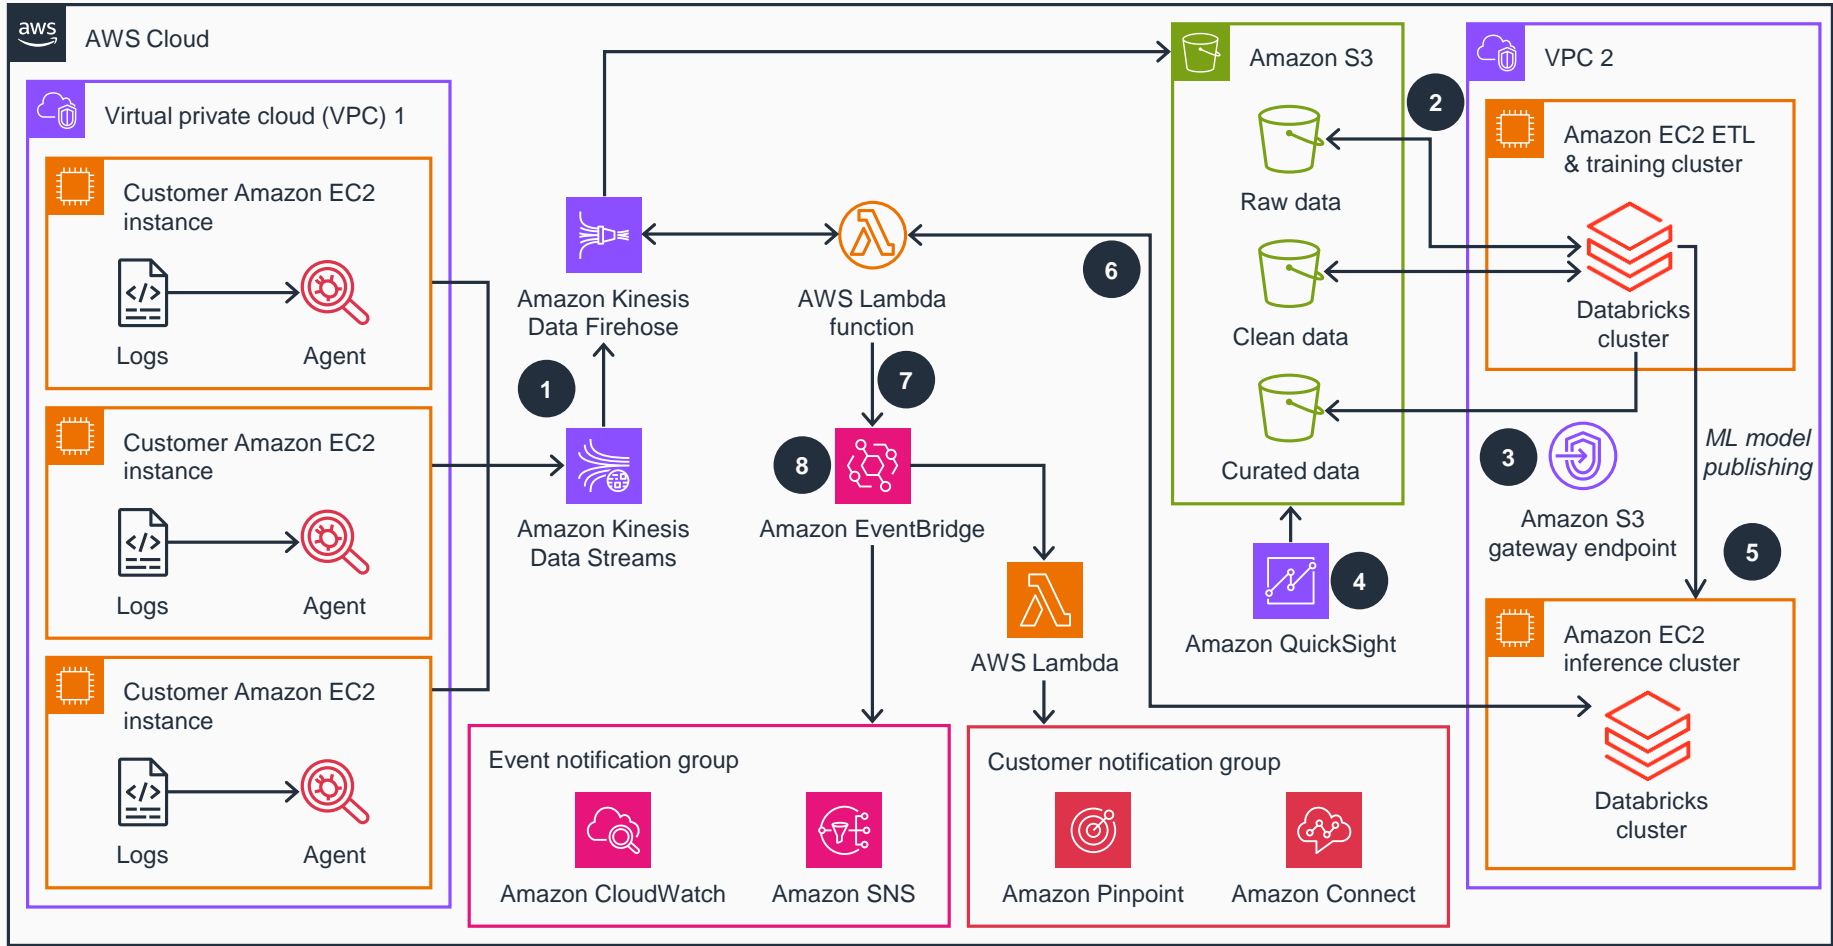 aws
AWS Cloud
Virtual private cloud (VPC) 1
Customer Amazon EC2
instance
</>
Logs
Agent
Customer Amazon EC2
instance
</>
Logs
Agent
Customer Amazon EC2
instance
</>
Logs
Agent
Amazon Kinesis
Data Firehose
1
Amazon Kinesis
Data Streams
AWS Lambda
function
6
7
8
Amazon EventBridge
AWS Lambda
Event notification group
Amazon CloudWatch
Amazon SNS
Customer notification group
Amazon Pinpoint
Amazon Connect
Amazon S3
Raw data
Clean data
Curated data
4
Amazon QuickSight
2
VPC 2
Amazon EC2 ETL
& training cluster
Databricks
cluster
3
Amazon S3
gateway endpoint
ML model
publishing
5
Amazon EC2
inference cluster
Databricks
cluster